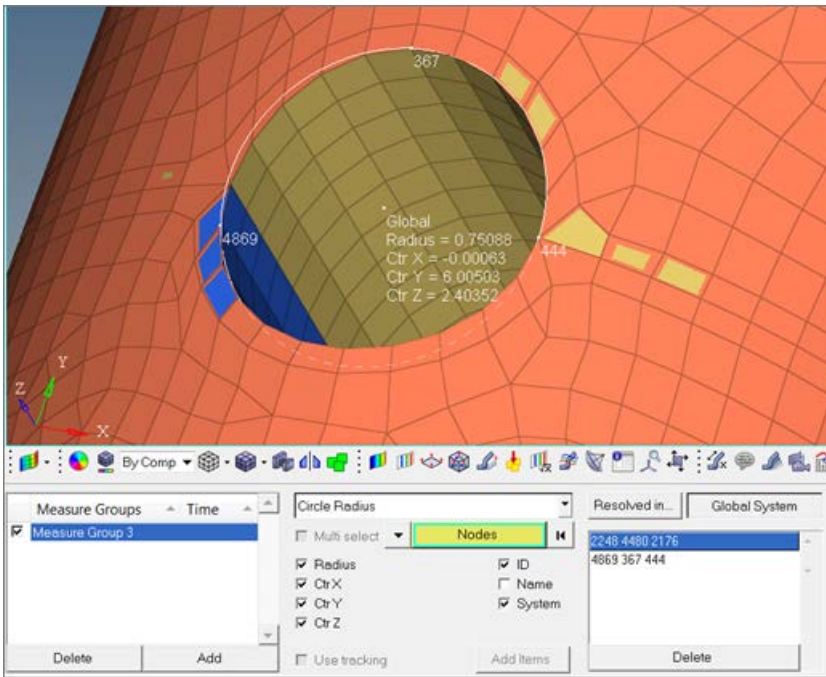 367
4869
444
Global
Radius = 0.75088
Ctr X = -0.00063
Ctr Y = 6.00503
Ctr Z = 2.40352
Y
Z
X
By Comp
Measure Groups
Time
Measure Group 3
Delete
Add
Circle Radius
Multi select
Nodes
Radius
ID
Ctr X
Name
Ctr Y
System
Ctr Z
Use tracking
Add Items
Resolved in...
Global System
2248 4480 2176
4869 367 444
Delete